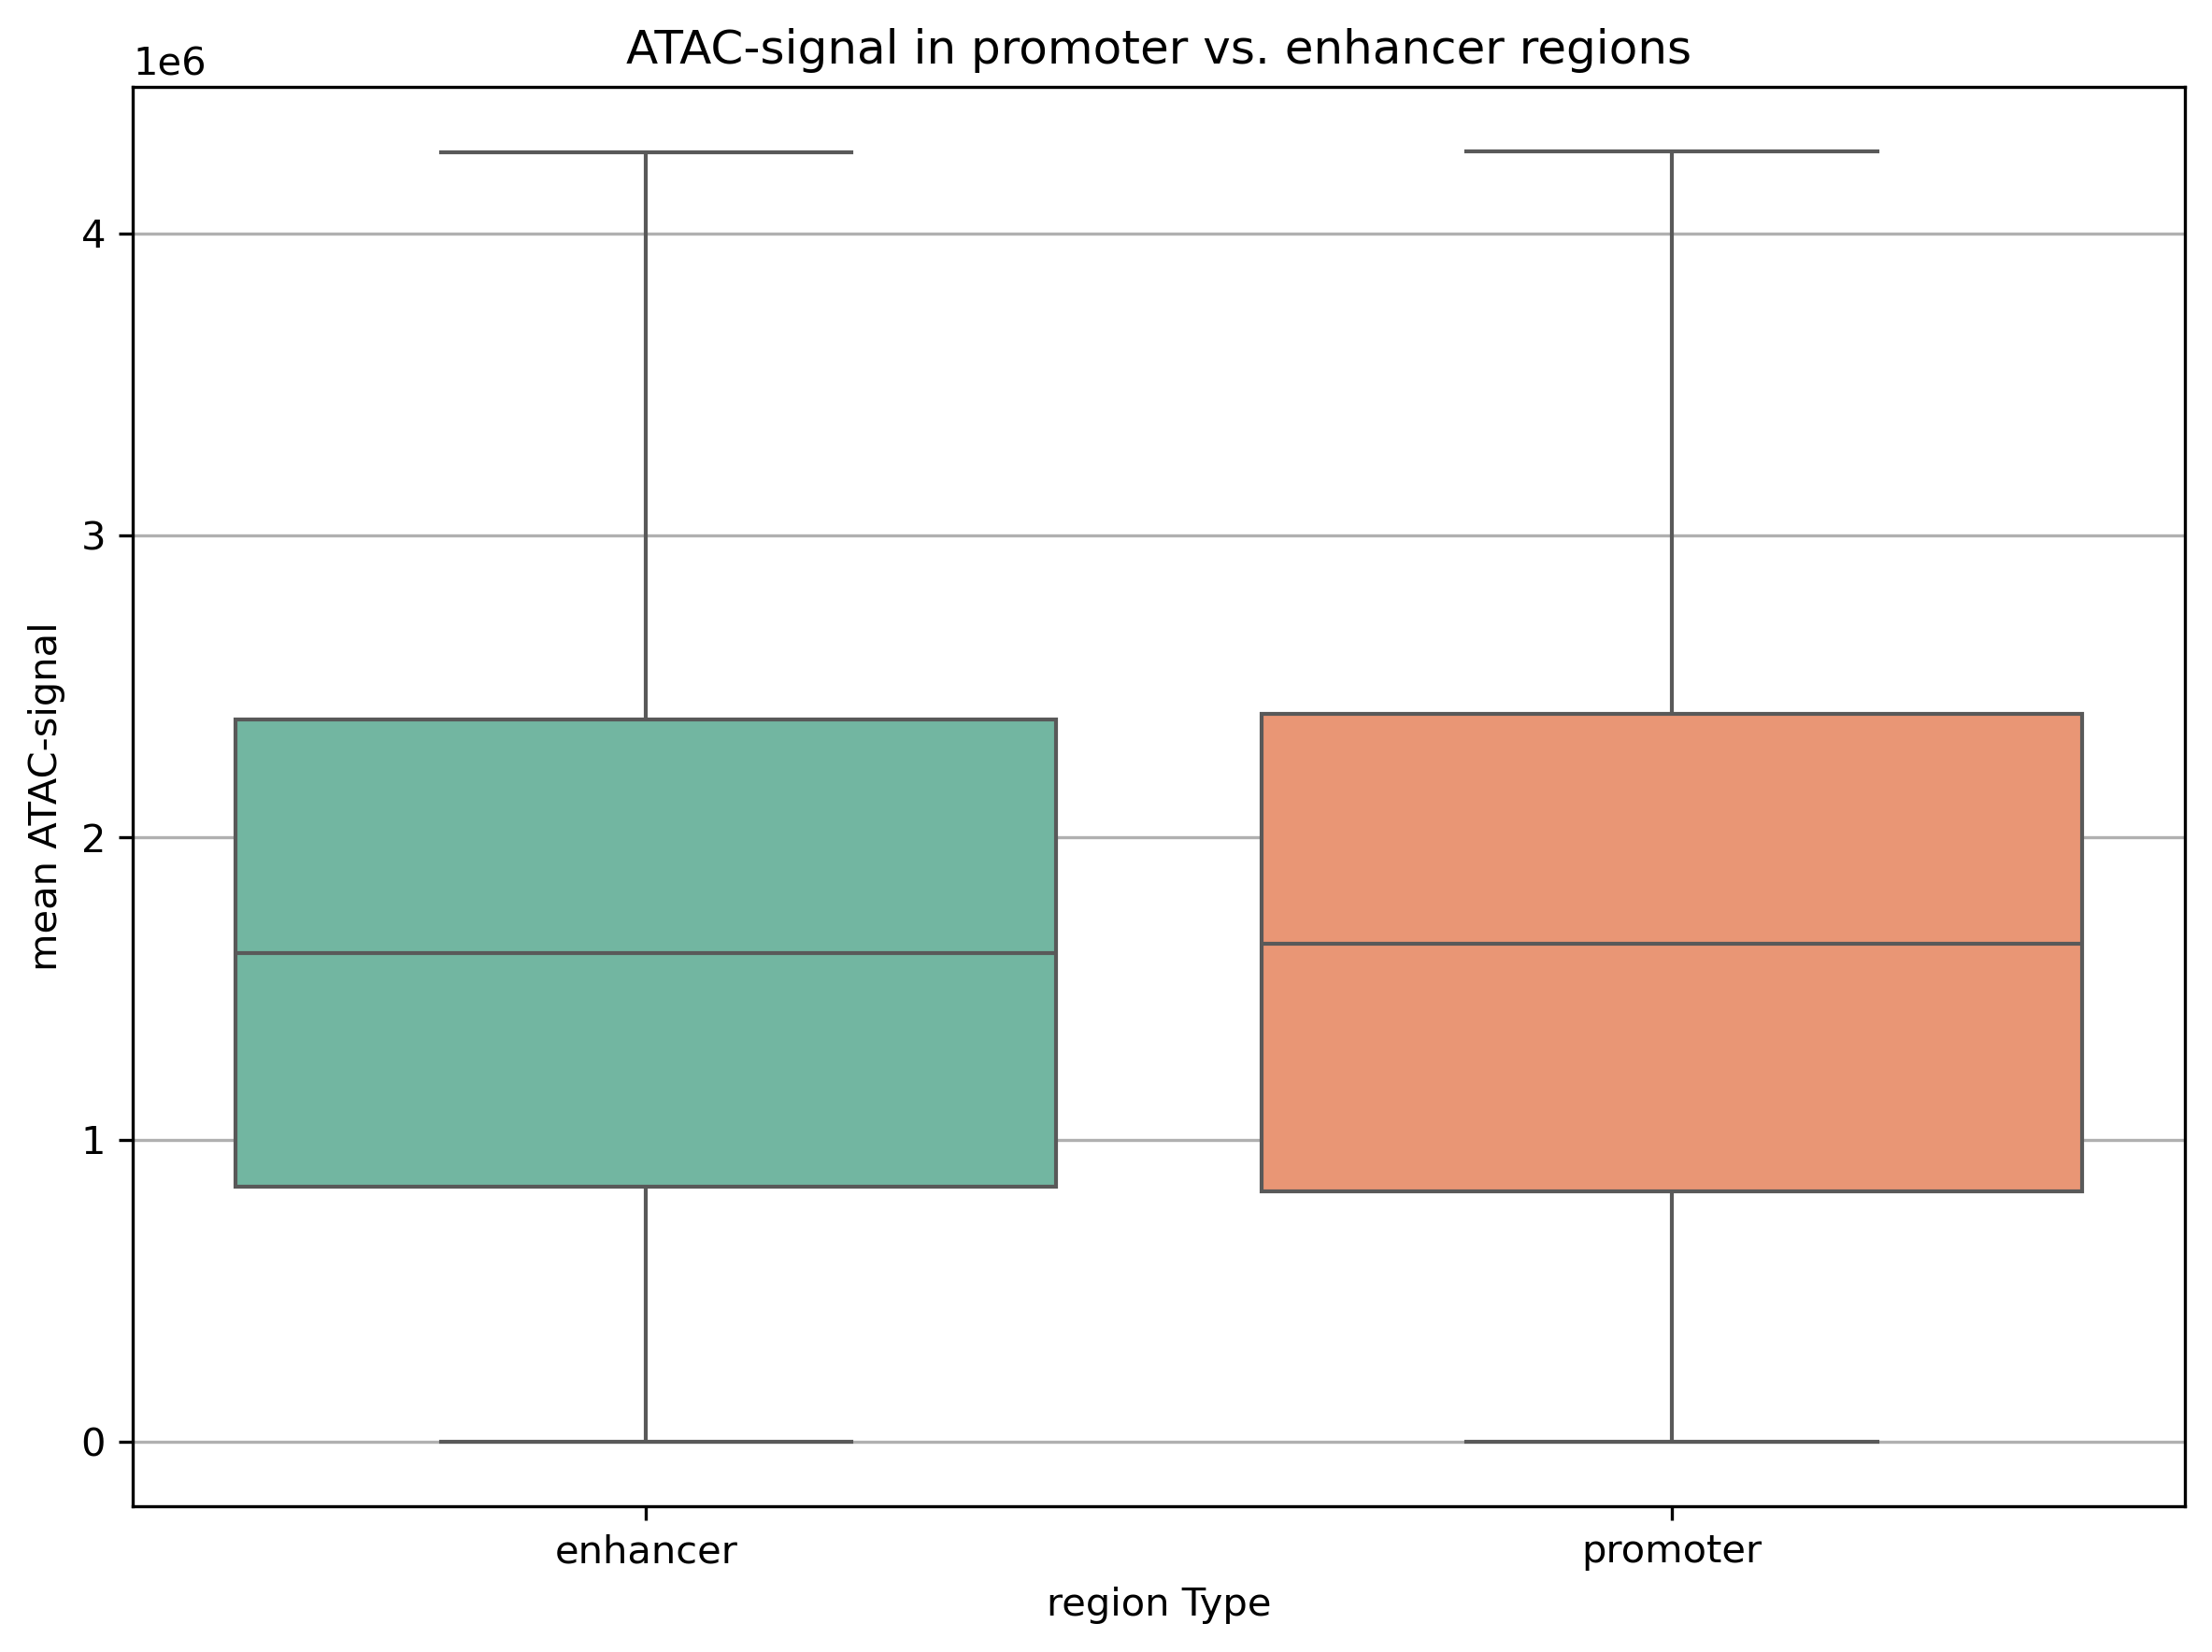 ATAC-signal in promoter vs. enhancer regions
1e6
4
3
2
1
0
mean ATAC-signal
enhancer
promoter
region Type